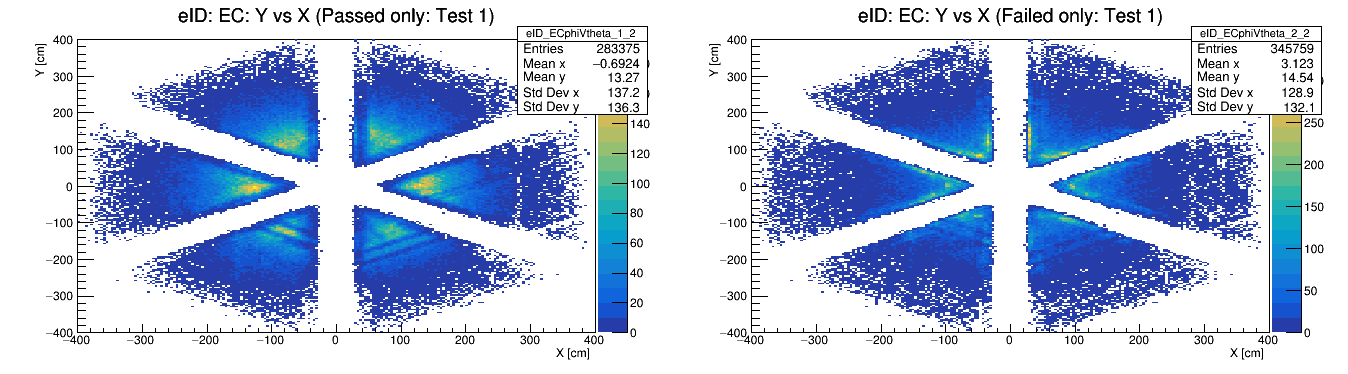 eID: EC: Y vs X (Passed only: Test 1)
eID_ECphiVtheta_1_2
Entries 283375
Mean x −0.6924
Mean y 13.27
Std Dev x 137.2
Std Dev y 136.3
Y [cm]
400
300
200
100
0
−100
−200
−300
−400
−400 −300 −200 −100 0 100 200 300 400
X [cm]
140
120
100
80
60
40
20
0
eID: EC: Y vs X (Failed only: Test 1)
eID_ECphiVtheta_2_2
Entries 345759
Mean x 3.123
Mean y 14.54
Std Dev x 128.9
Std Dev y 132.1
Y [cm]
400
300
200
100
0
−100
−200
−300
−400
−400 −300 −200 −100 0 100 200 300 400
X [cm]
250
200
150
100
50
0